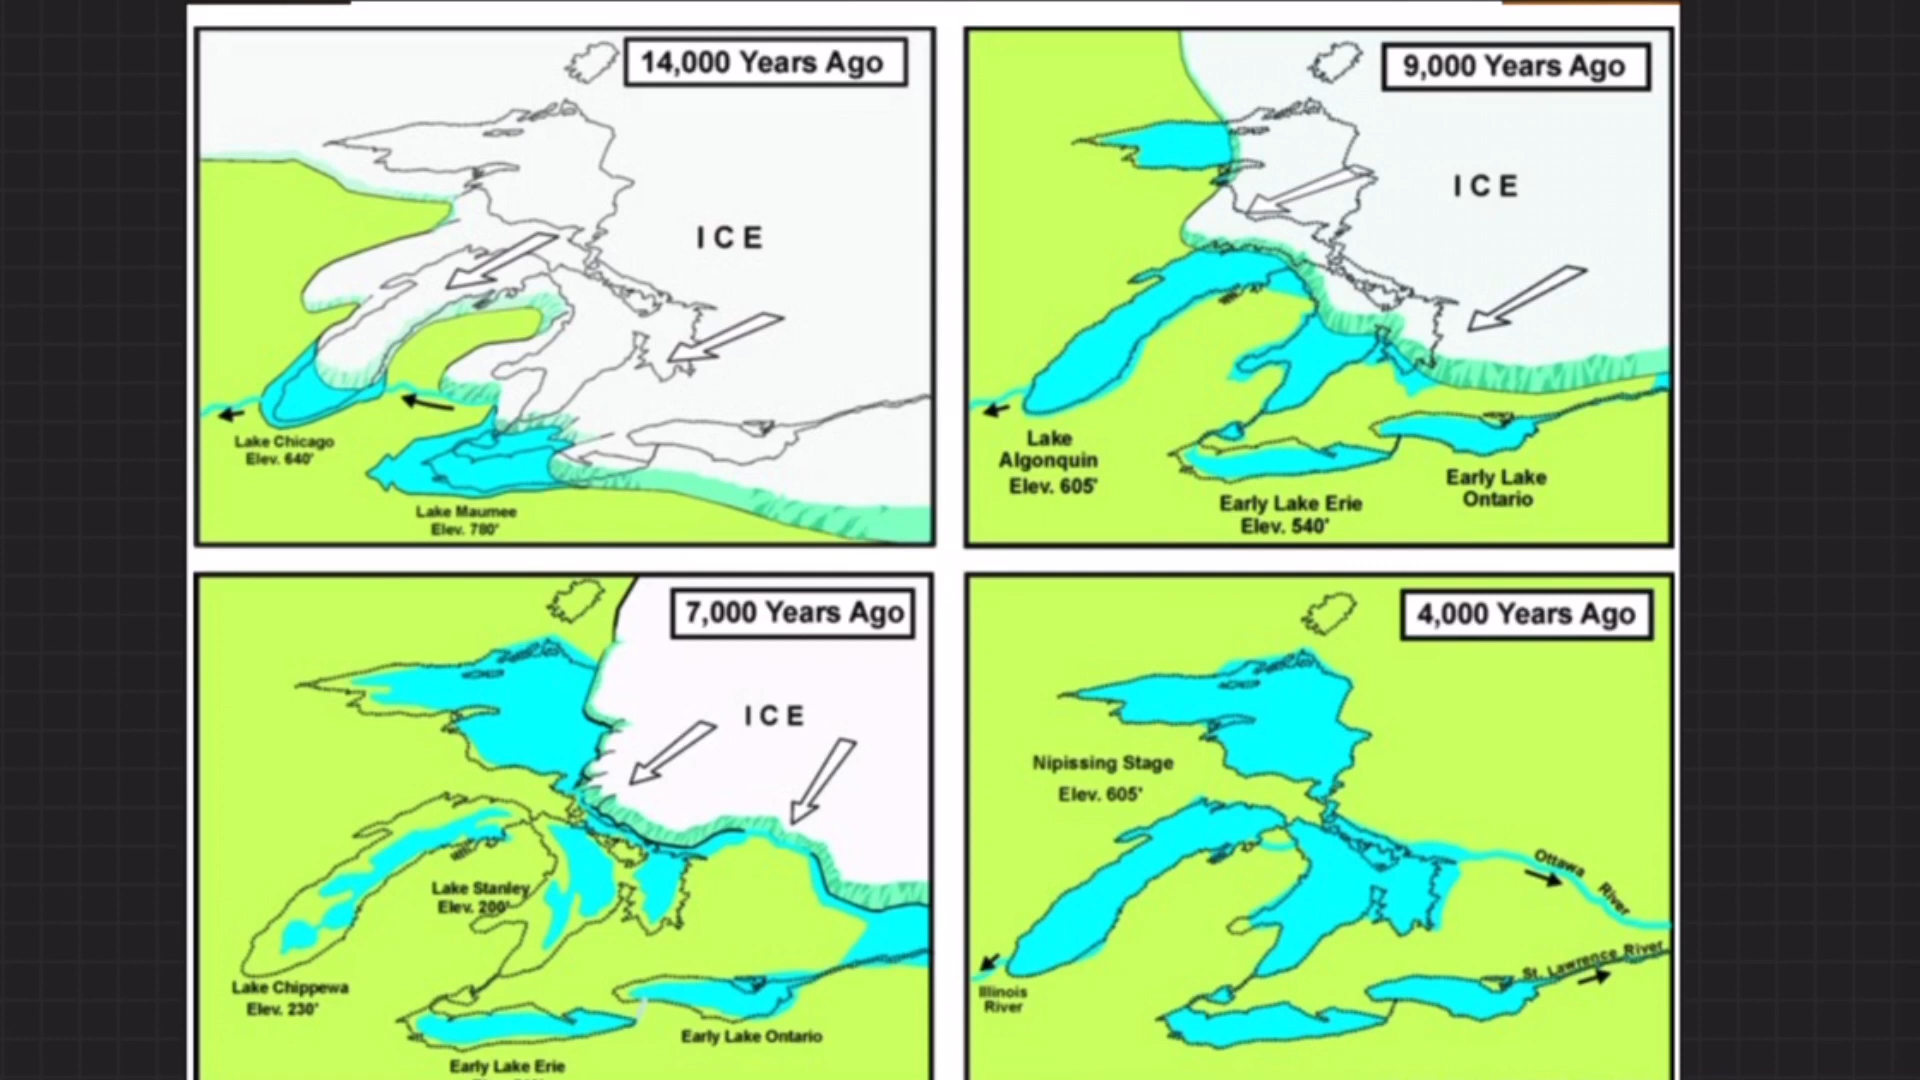 14,000 Years Ago
ICE
Lake Chicago
Elev. 640'
Lake Maumee
Elev. 780'
9,000 Years Ago
ICE
Lake
Algonquin
Elev. 605'
Early Lake Erie
Elev. 540'
Early Lake
Ontario
7,000 Years Ago
ICE
Lake Stanley
Elev. 200'
Lake Chippewa
Elev. 230'
Early Lake Ontario
Early Lake Erie
4,000 Years Ago
Nipissing Stage
Elev. 605'
Ottawa
River
St. Lawrence River
Illinois
River